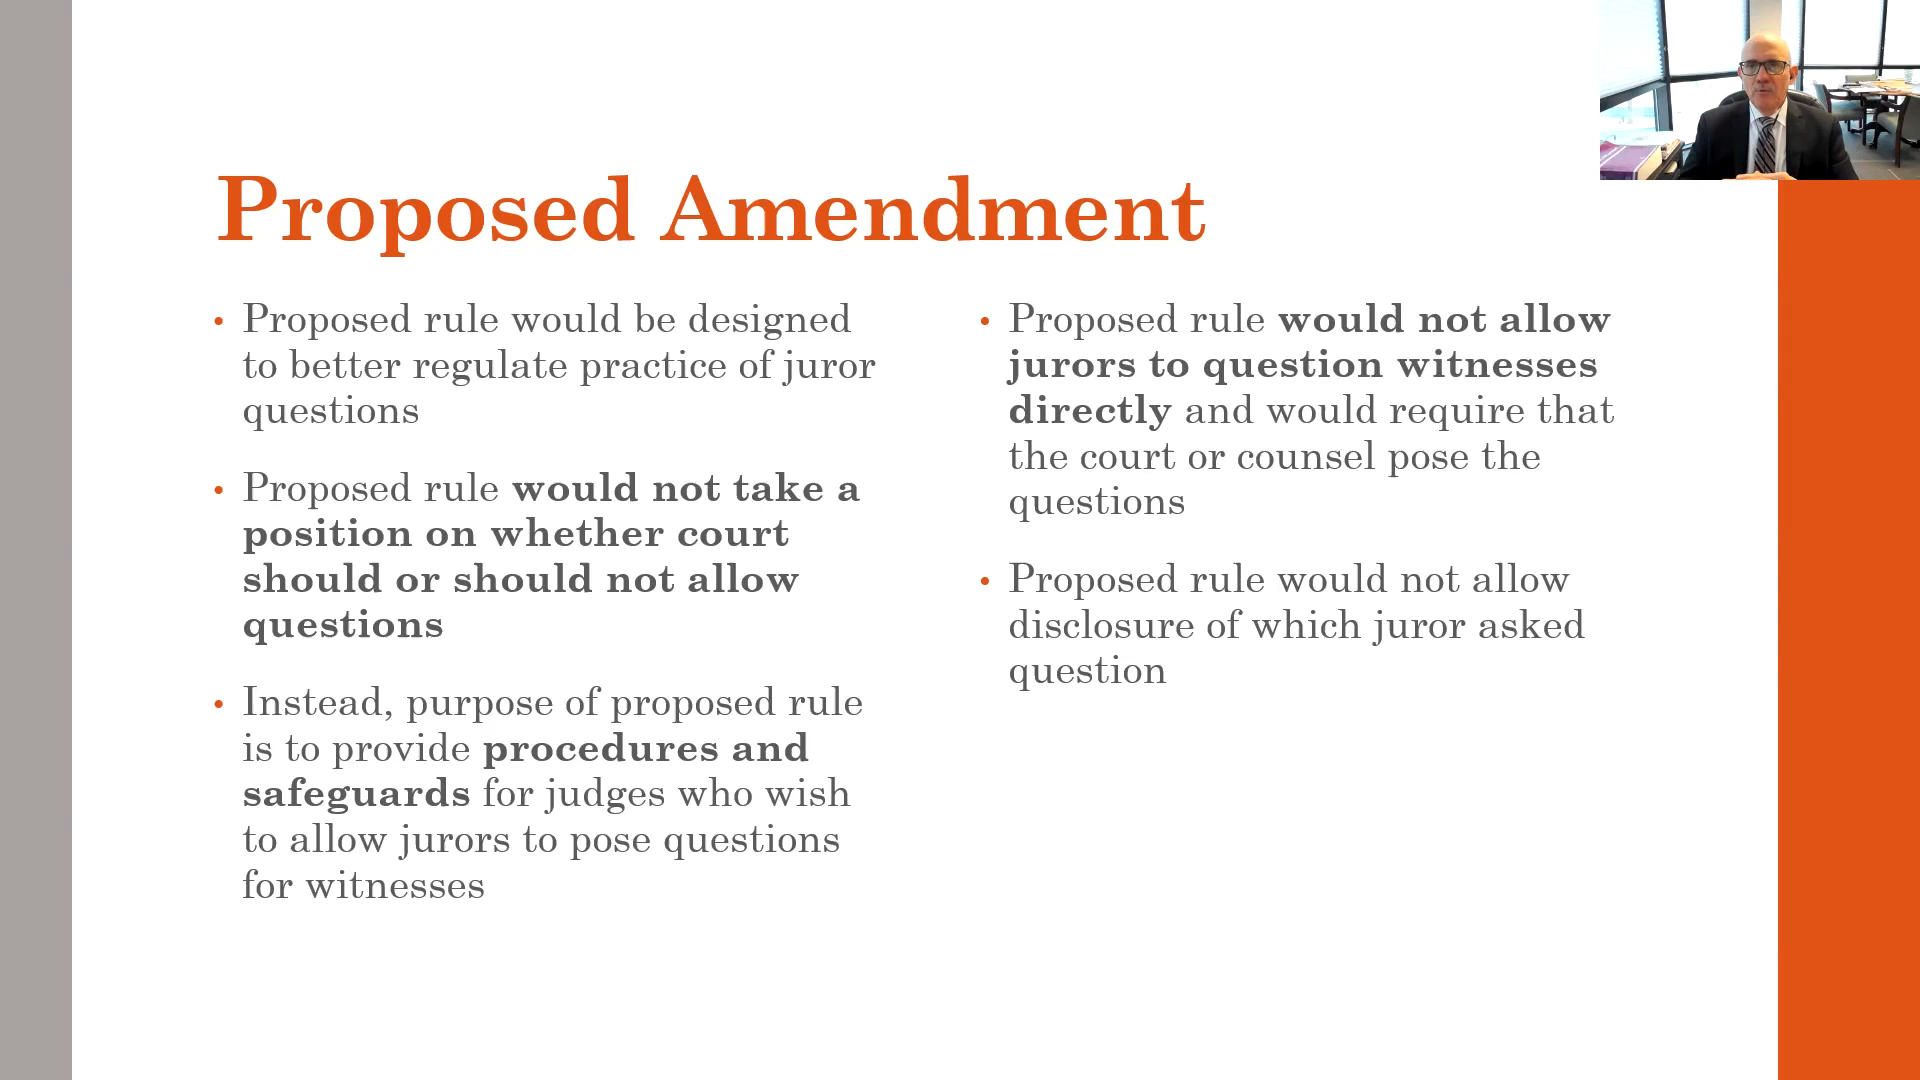 Proposed Amendment
• Proposed rule would be designed
to better regulate practice of juror
questions
• Proposed rule would not take a
position on whether court
should or should not allow
questions
• Instead, purpose of proposed rule
is to provide procedures and
safeguards for judges who wish
to allow jurors to pose questions
for witnesses
• Proposed rule would not allow
jurors to question witnesses
directly and would require that
the court or counsel pose the
questions
• Proposed rule would not allow
disclosure of which juror asked
question